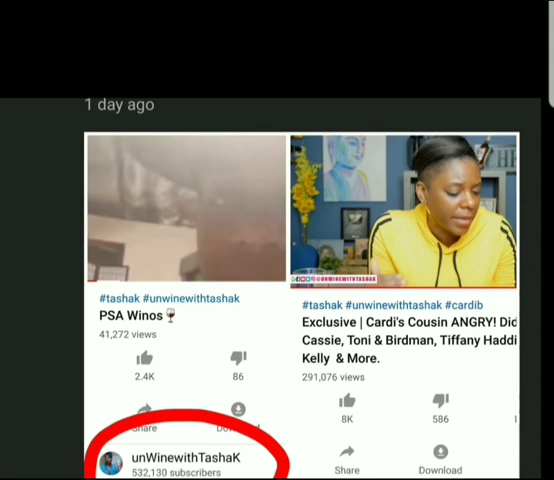 1 day ago
#tashak #unwinewithtashak
PSA Winos🍷
41,272 views
2.4K
86
Share
Download
unWinewithTashaK
532,130 subscribers
@UNWINEWITHTASHAK
#tashak #unwinewithtashak #cardib
Exclusive | Cardi's Cousin ANGRY! Did
Cassie, Toni & Birdman, Tiffany Haddi
Kelly & More.
291,076 views
8K
586
Share
Download